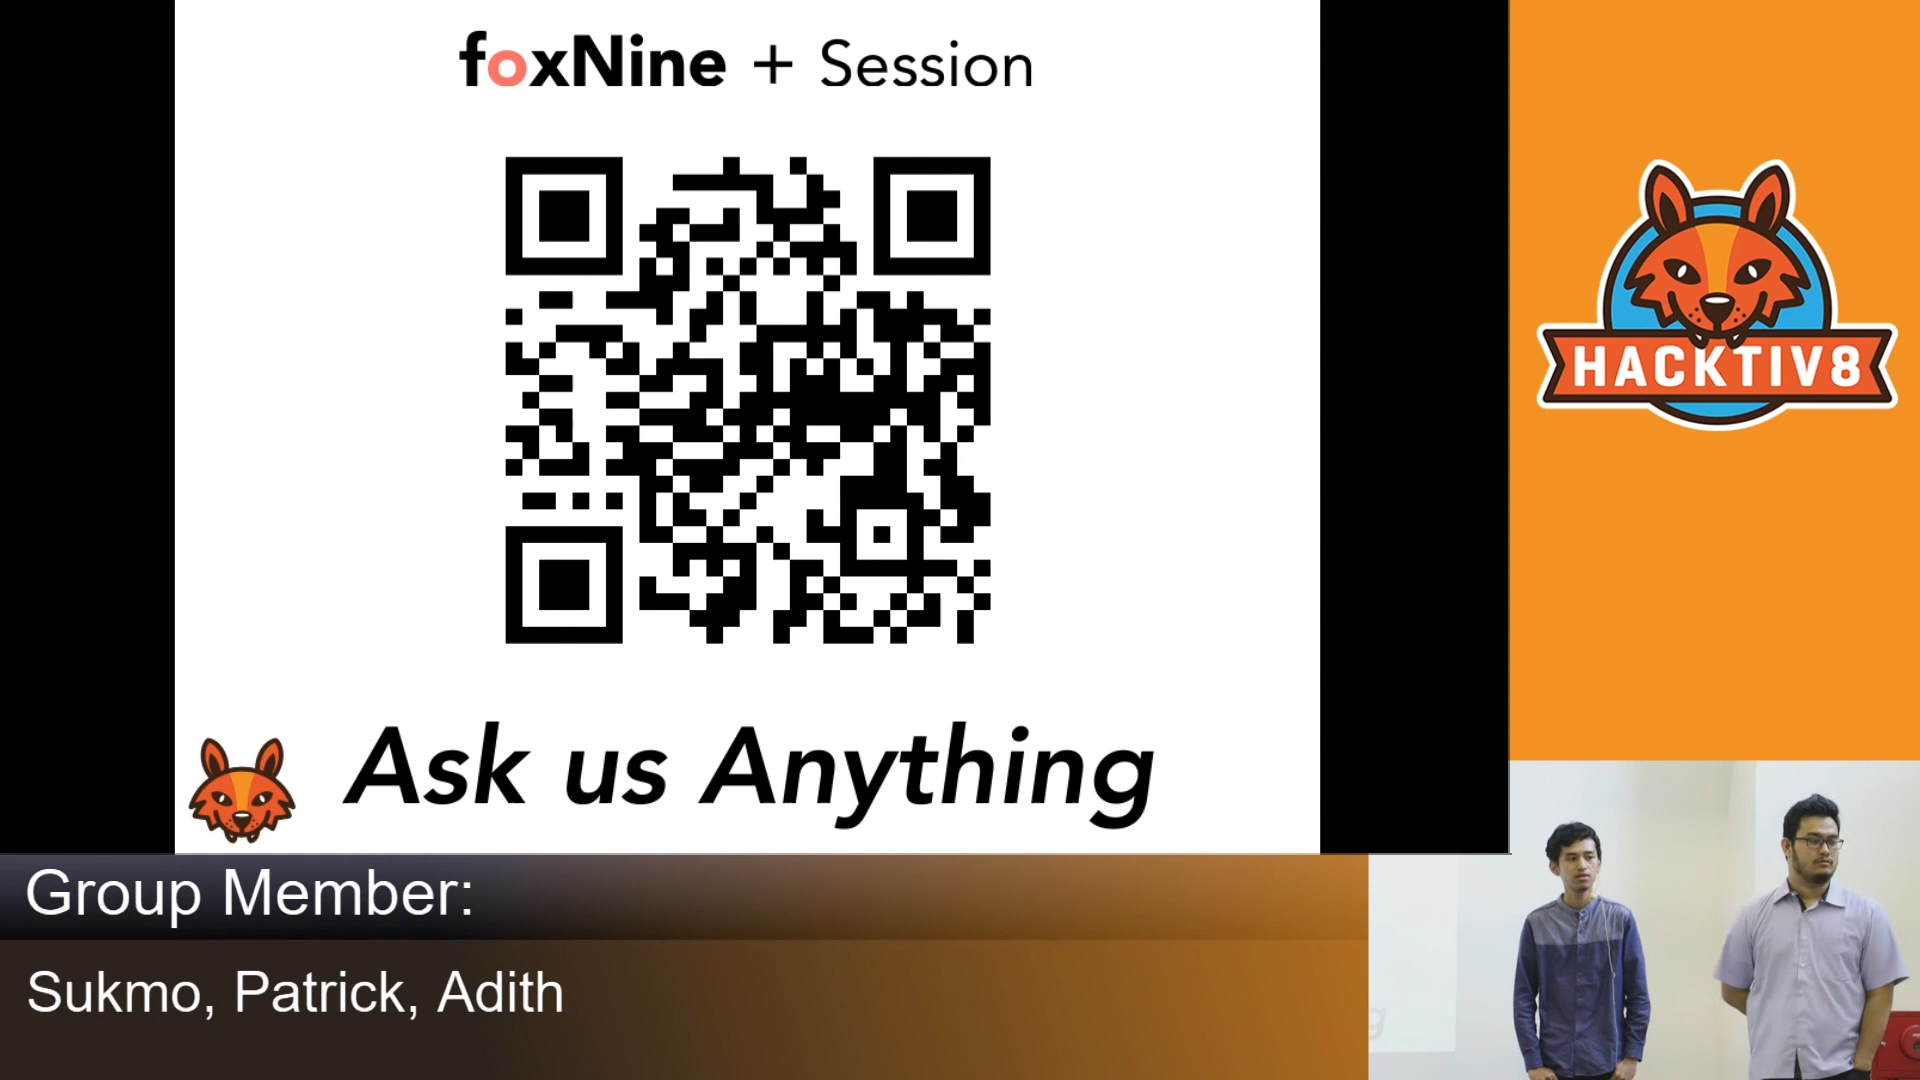 foxNine + Session
Ask us Anything
HACKTIV8
Group Member:
Sukmo, Patrick, Adith